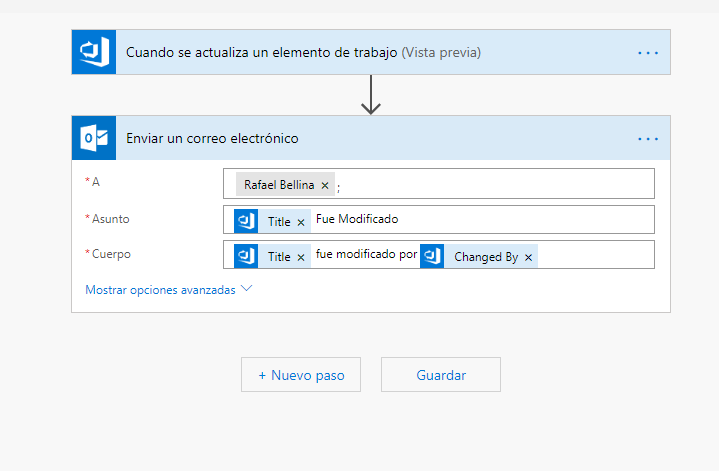 Cuando se actualiza un elemento de trabajo (Vista previa) ...
Enviar un correo electrónico ...
* A Rafael Bellina × ;
* Asunto Title × Fue Modificado
* Cuerpo Title × fue modificado por Changed By ×
Mostrar opciones avanzadas
+ Nuevo paso Guardar